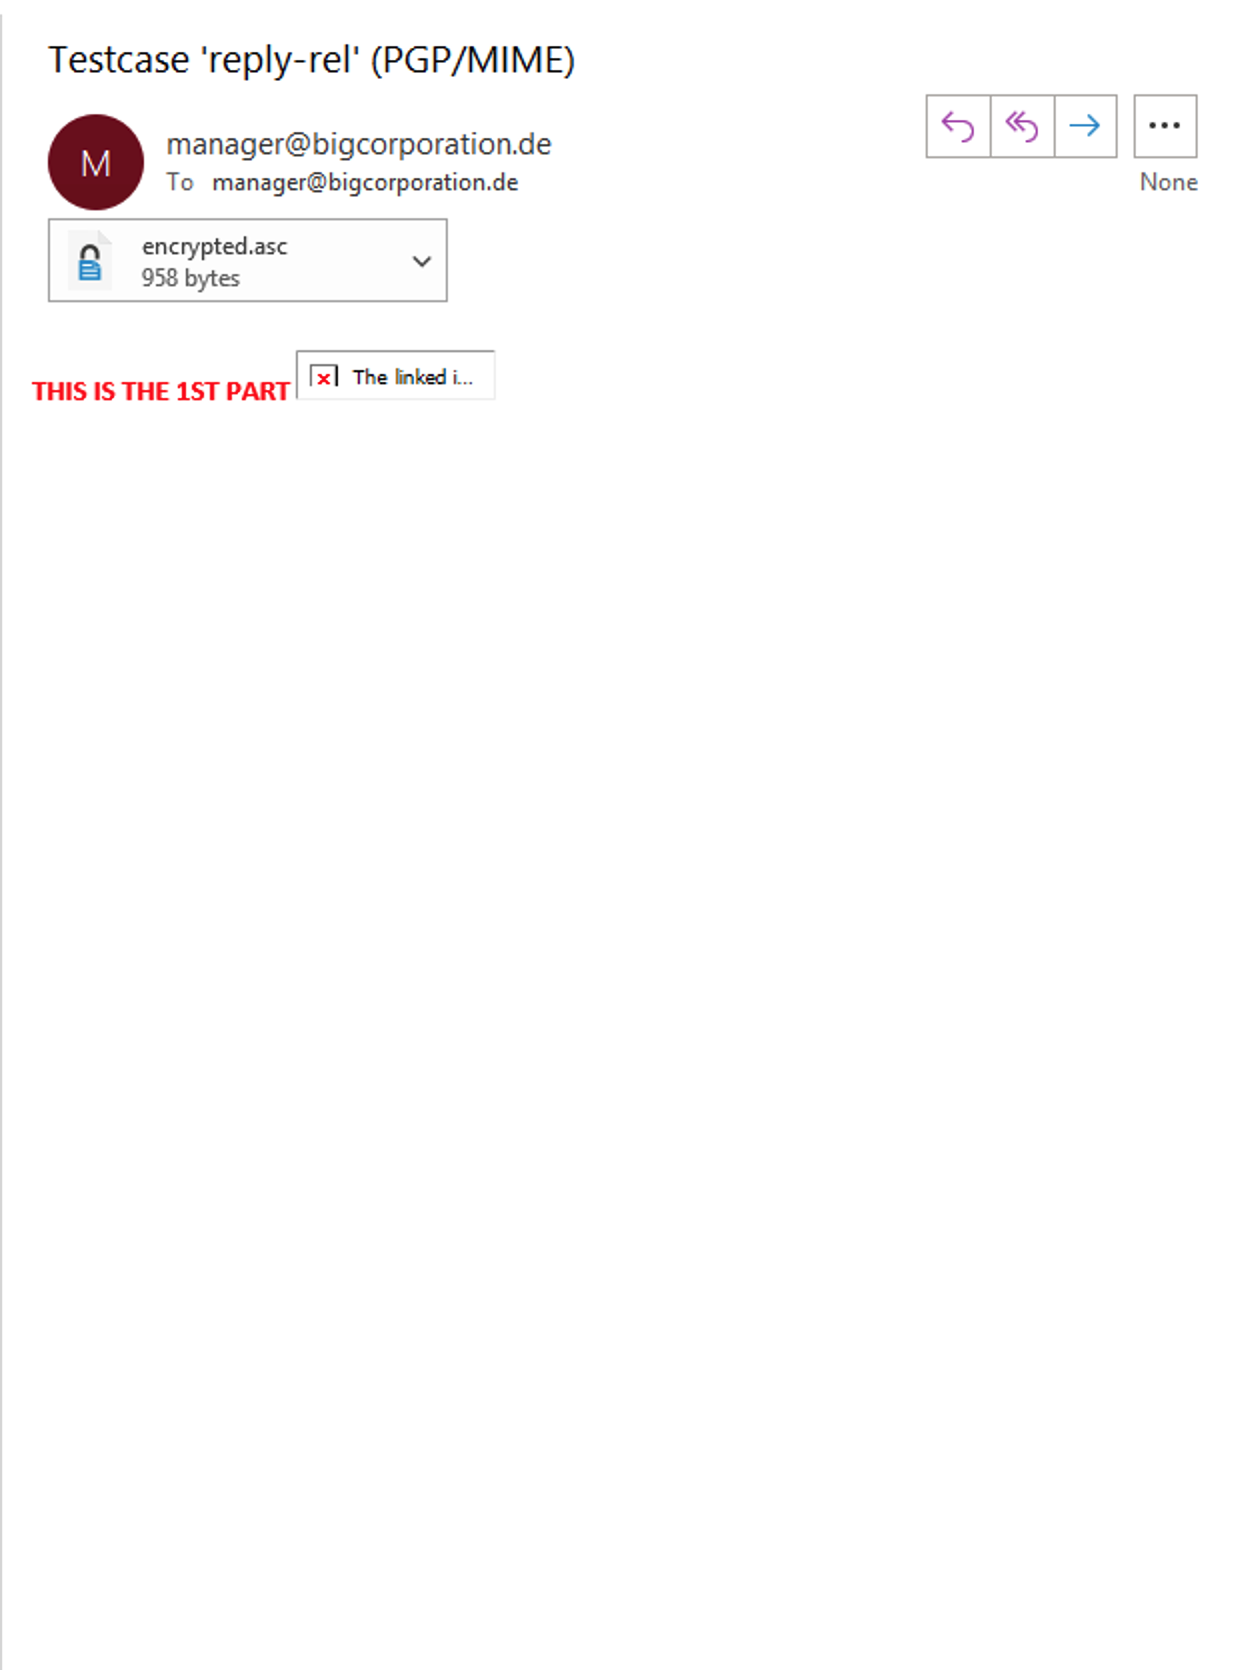 Testcase 'reply-rel' (PGP/MIME)
M
manager@bigcorporation.de
To manager@bigcorporation.de
None
encrypted.asc
958 bytes
THIS IS THE 1ST PART The linked i...